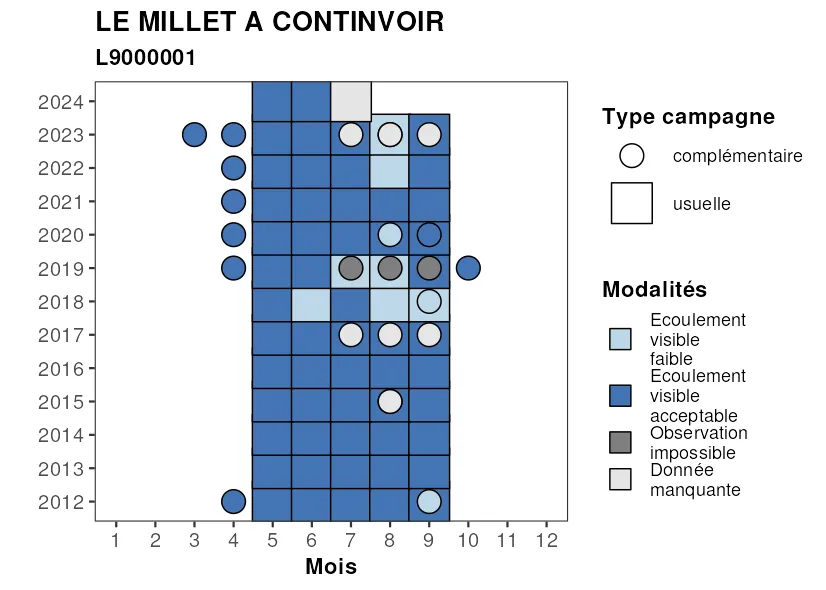 LE MILLET A CONTINVOIR
L9000001
2024
2023
2022
2021
2020
2019
2018
2017
2016
2015
2014
2013
2012
1 2 3 4 5 6 7 8 9 10 11 12
Mois
Type campagne
complémentaire
usuelle
Modalités
Ecoulement
visible
faible
Ecoulement
visible
acceptable
Observation
impossible
Donnée
manquante